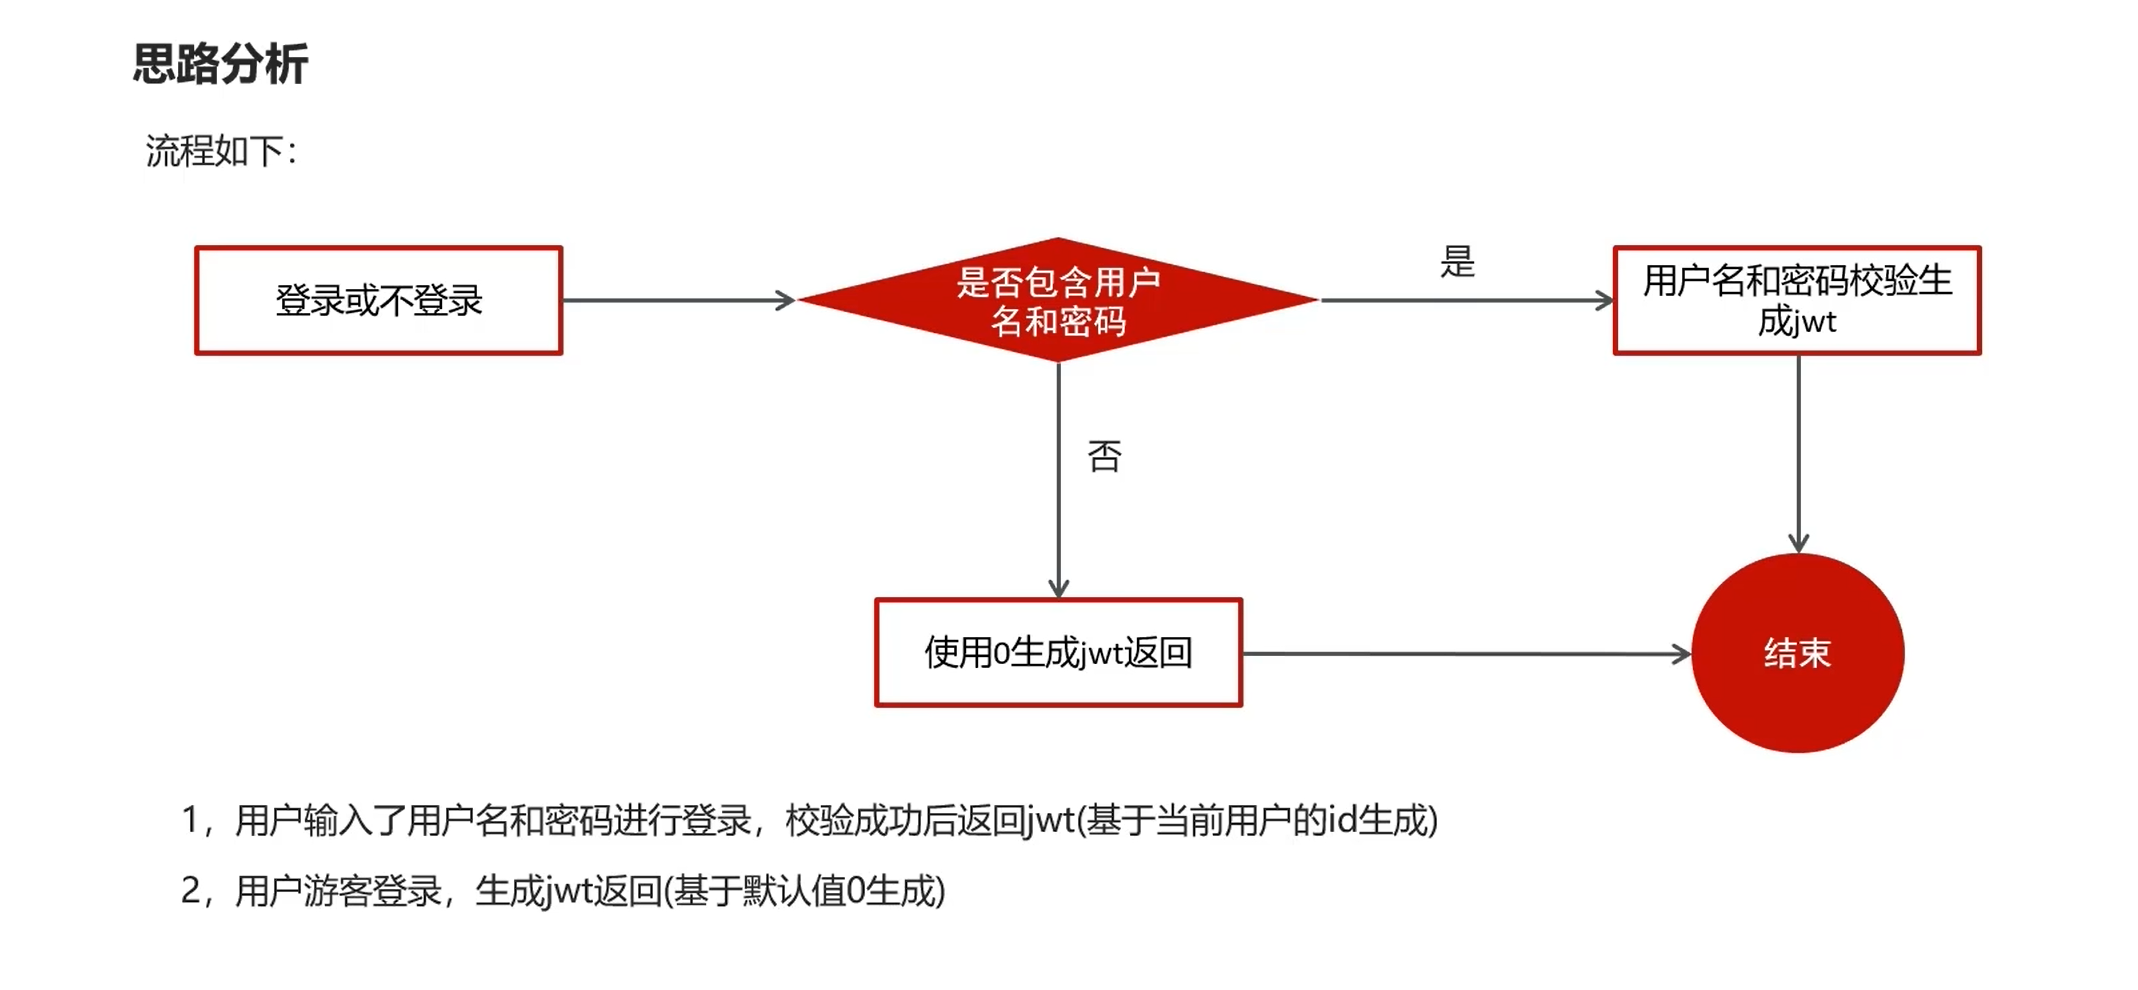 思路分析
流程如下：
登录或不登录
是否包含用户
名和密码
是
用户名和密码校验生
成jwt
否
使用0生成jwt返回
结束
1，用户输入了用户名和密码进行登录，校验成功后返回jwt(基于当前用户的id生成)
2，用户游客登录，生成jwt返回(基于默认值0生成)